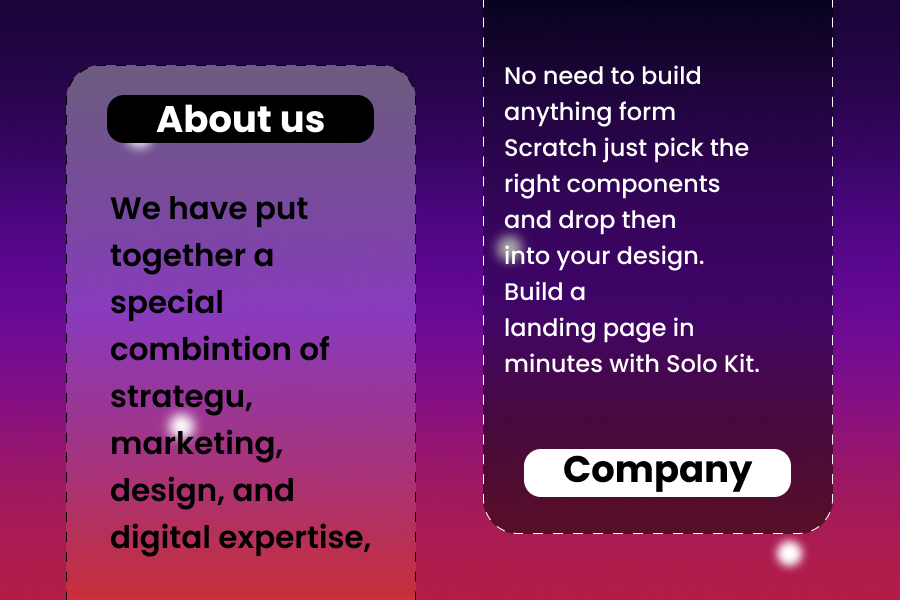 About us
We have put
together a
special
combintion of
strategu,
marketing,
design, and
digital expertise,
No need to build
anything form
Scratch just pick the
right components
and drop then
into your design.
Build a
landing page in
minutes with Solo Kit.
Company